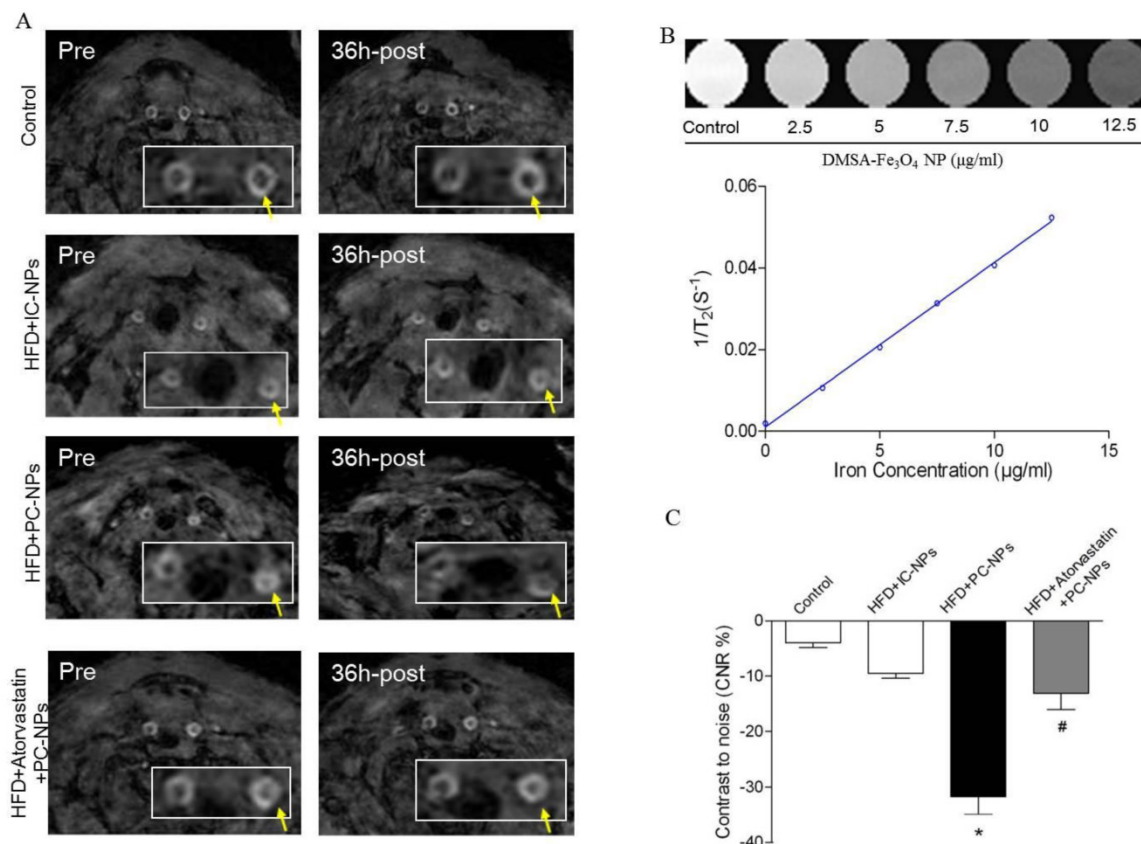 A
Pre
36h-post
Control
Pre
36h-post
HFD+IC-NPs
Pre
36h-post
HFD+PC-NPs
Pre
36h-post
HFD+Atorvastatin
+PC-NPs
B
Control 2.5 5 7.5 10 12.5
DMSA-Fe₃O₄ NP (µg/ml)
0.06
0.04
0.02
0.00
1/T₂(S⁻¹)
0 5 10 15
Iron Concentration (µg/ml)
C
Control
HFD+IC-NPs
HFD+PC-NPs
HFD+Atorvastatin
+PC-NPs
0
-10
-20
-30
-40
Contrast to noise (CNR %)
*
#